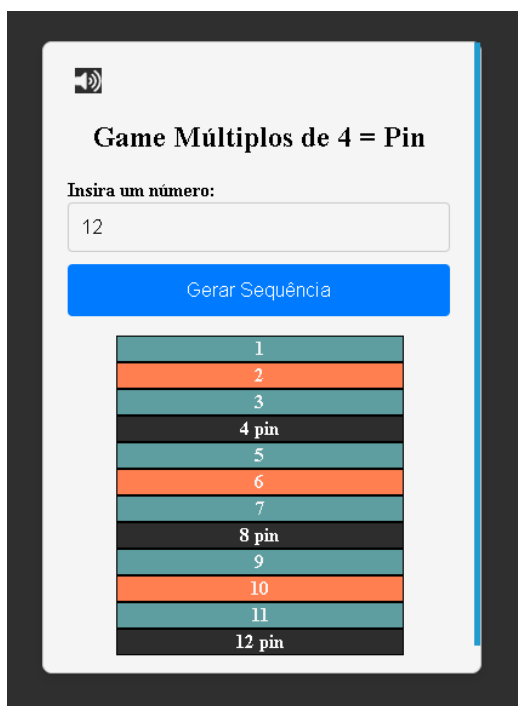 Game Múltiplos de 4 = Pin
Insira um número:
12
Gerar Sequência
1
2
3
4 pin
5
6
7
8 pin
9
10
11
12 pin